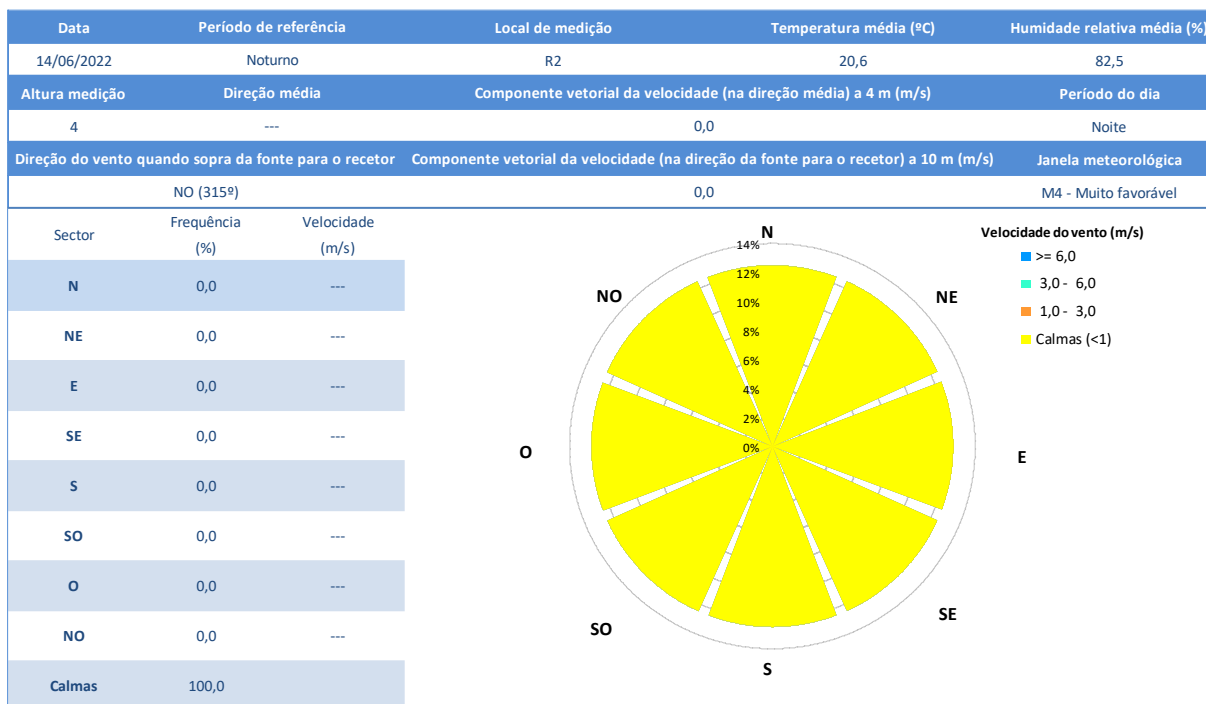 Data Período de referência Local de medição Temperatura média (ºC) Humidade relativa média (%)
14/06/2022 Noturno R2 20,6 82,5
Altura medição Direção média Componente vetorial da velocidade (na direção média) a 4 m (m/s) Período do dia
4 --- 0,0 Noite
Direção do vento quando sopra da fonte para o recetor Componente vetorial da velocidade (na direção da fonte para o recetor) a 10 m (m/s) Janela meteorológica
NO (315º) 0,0 M4 - Muito favorável
Sector Frequência (%) Velocidade (m/s)
N 0,0 ---
NE 0,0 ---
E 0,0 ---
SE 0,0 ---
S 0,0 ---
SO 0,0 ---
O 0,0 ---
NO 0,0 ---
Calmas 100,0
N
NE
E
SE
S
SO
O
NO
14%
12%
10%
8%
6%
4%
2%
0%
Velocidade do vento (m/s)
>= 6,0
3,0 - 6,0
1,0 - 3,0
Calmas (<1)